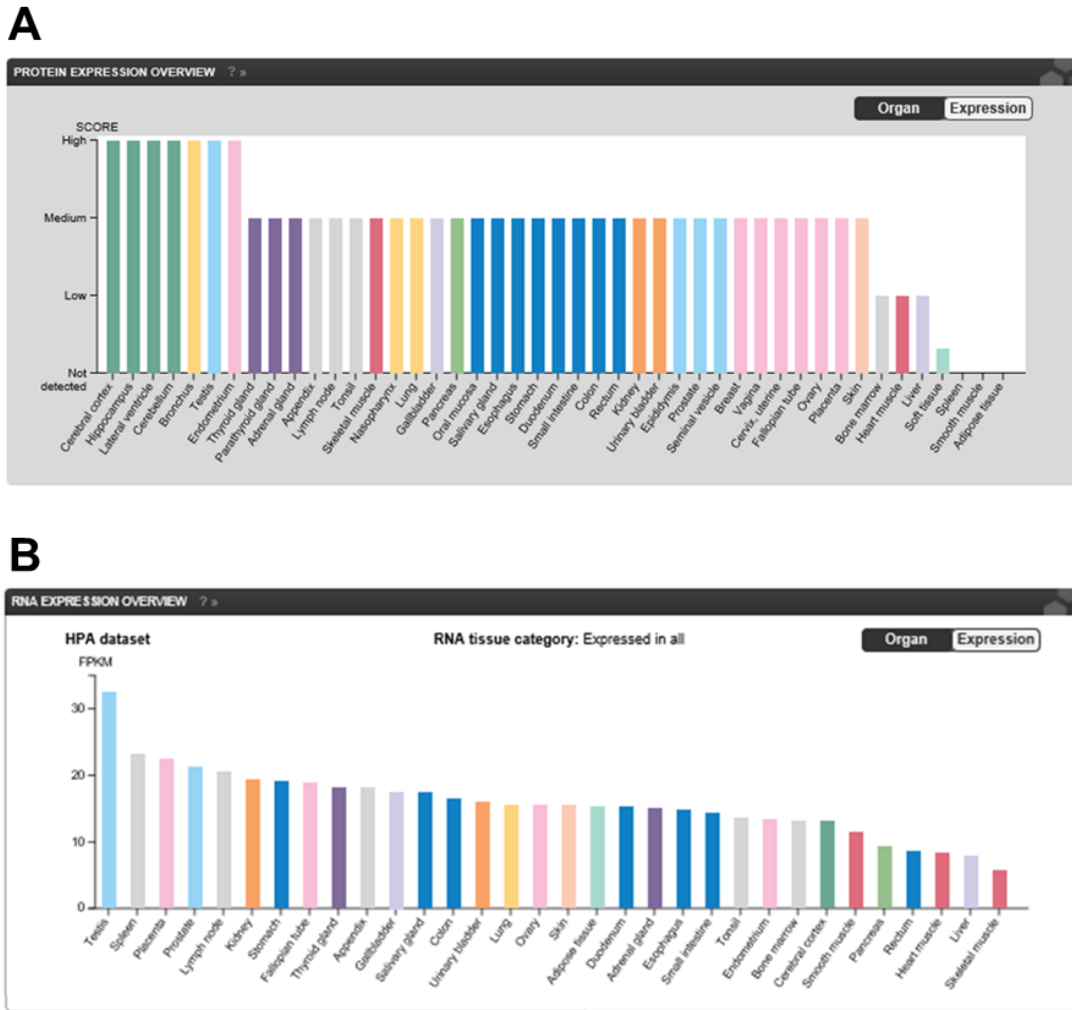 A
PROTEIN EXPRESSION OVERVIEW ? »
Organ Expression
SCORE
High
Medium
Low
Not
detected
Cerebral cortex
Hippocampus
Lateral ventricle
Cerebellum
Bronchus
Testis
Endometrium
Thyroid gland
Parathyroid gland
Adrenal gland
Appendix
Lymph node
Tonsil
Skeletal muscle
Nasopharynx
Lung
Gallbladder
Pancreas
Oral mucosa
Salivary gland
Esophagus
Stomach
Duodenum
Small intestine
Colon
Rectum
Kidney
Urinary bladder
Epididymis
Prostate
Seminal vesicle
Breast
Vagina
Cervix, uterine
Fallopian tube
Ovary
Placenta
Skin
Bone marrow
Heart muscle
Liver
Soft tissue
Spleen
Smooth muscle
Adipose tissue
B
RNA EXPRESSION OVERVIEW ? »
HPA dataset RNA tissue category: Expressed in all Organ Expression
FPKM
30
20
10
0
Testis
Spleen
Placenta
Prostate
Lymph node
Kidney
Stomach
Fallopian tube
Thyroid gland
Appendix
Gallbladder
Salivary gland
Colon
Urinary bladder
Lung
Ovary
Skin
Adipose tissue
Duodenum
Adrenal gland
Esophagus
Small intestine
Tonsil
Endometrium
Bone marrow
Cerebral cortex
Smooth muscle
Pancreas
Rectum
Heart muscle
Liver
Skeletal muscle